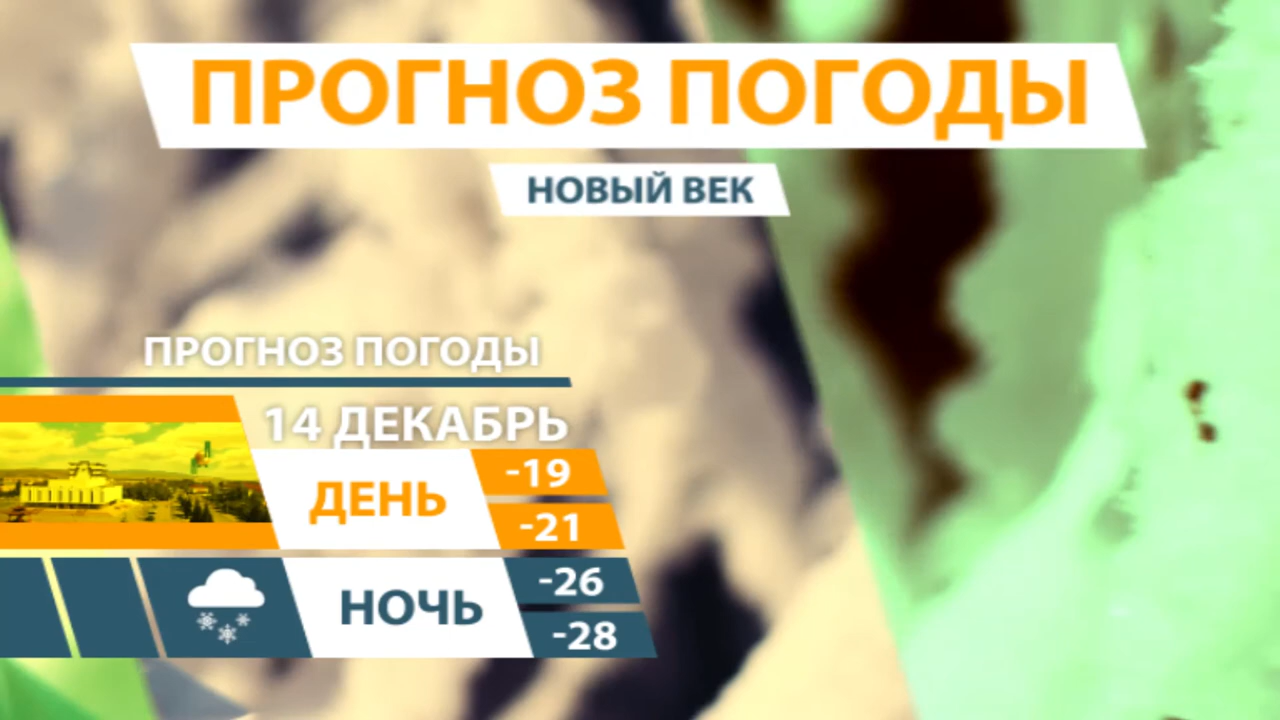 ПРОГНОЗ ПОГОДЫ
НОВЫЙ ВЕК
ПРОГНОЗ ПОГОДЫ
14 ДЕКАБРЬ
ДЕНЬ
-19
-21
НОЧЬ
-26
-28